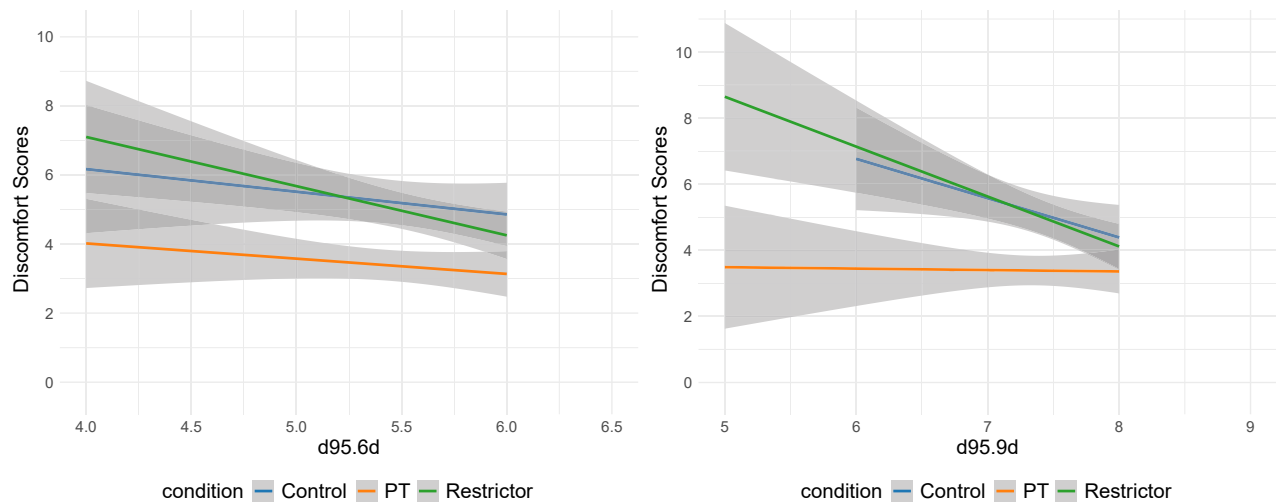 10
8
6
4
2
0
Discomfort Scores
4.0 4.5 5.0 5.5 6.0 6.5
d95.6d
condition Control PT Restrictor
10
8
6
4
2
0
Discomfort Scores
5 6 7 8 9
d95.9d
condition Control PT Restrictor